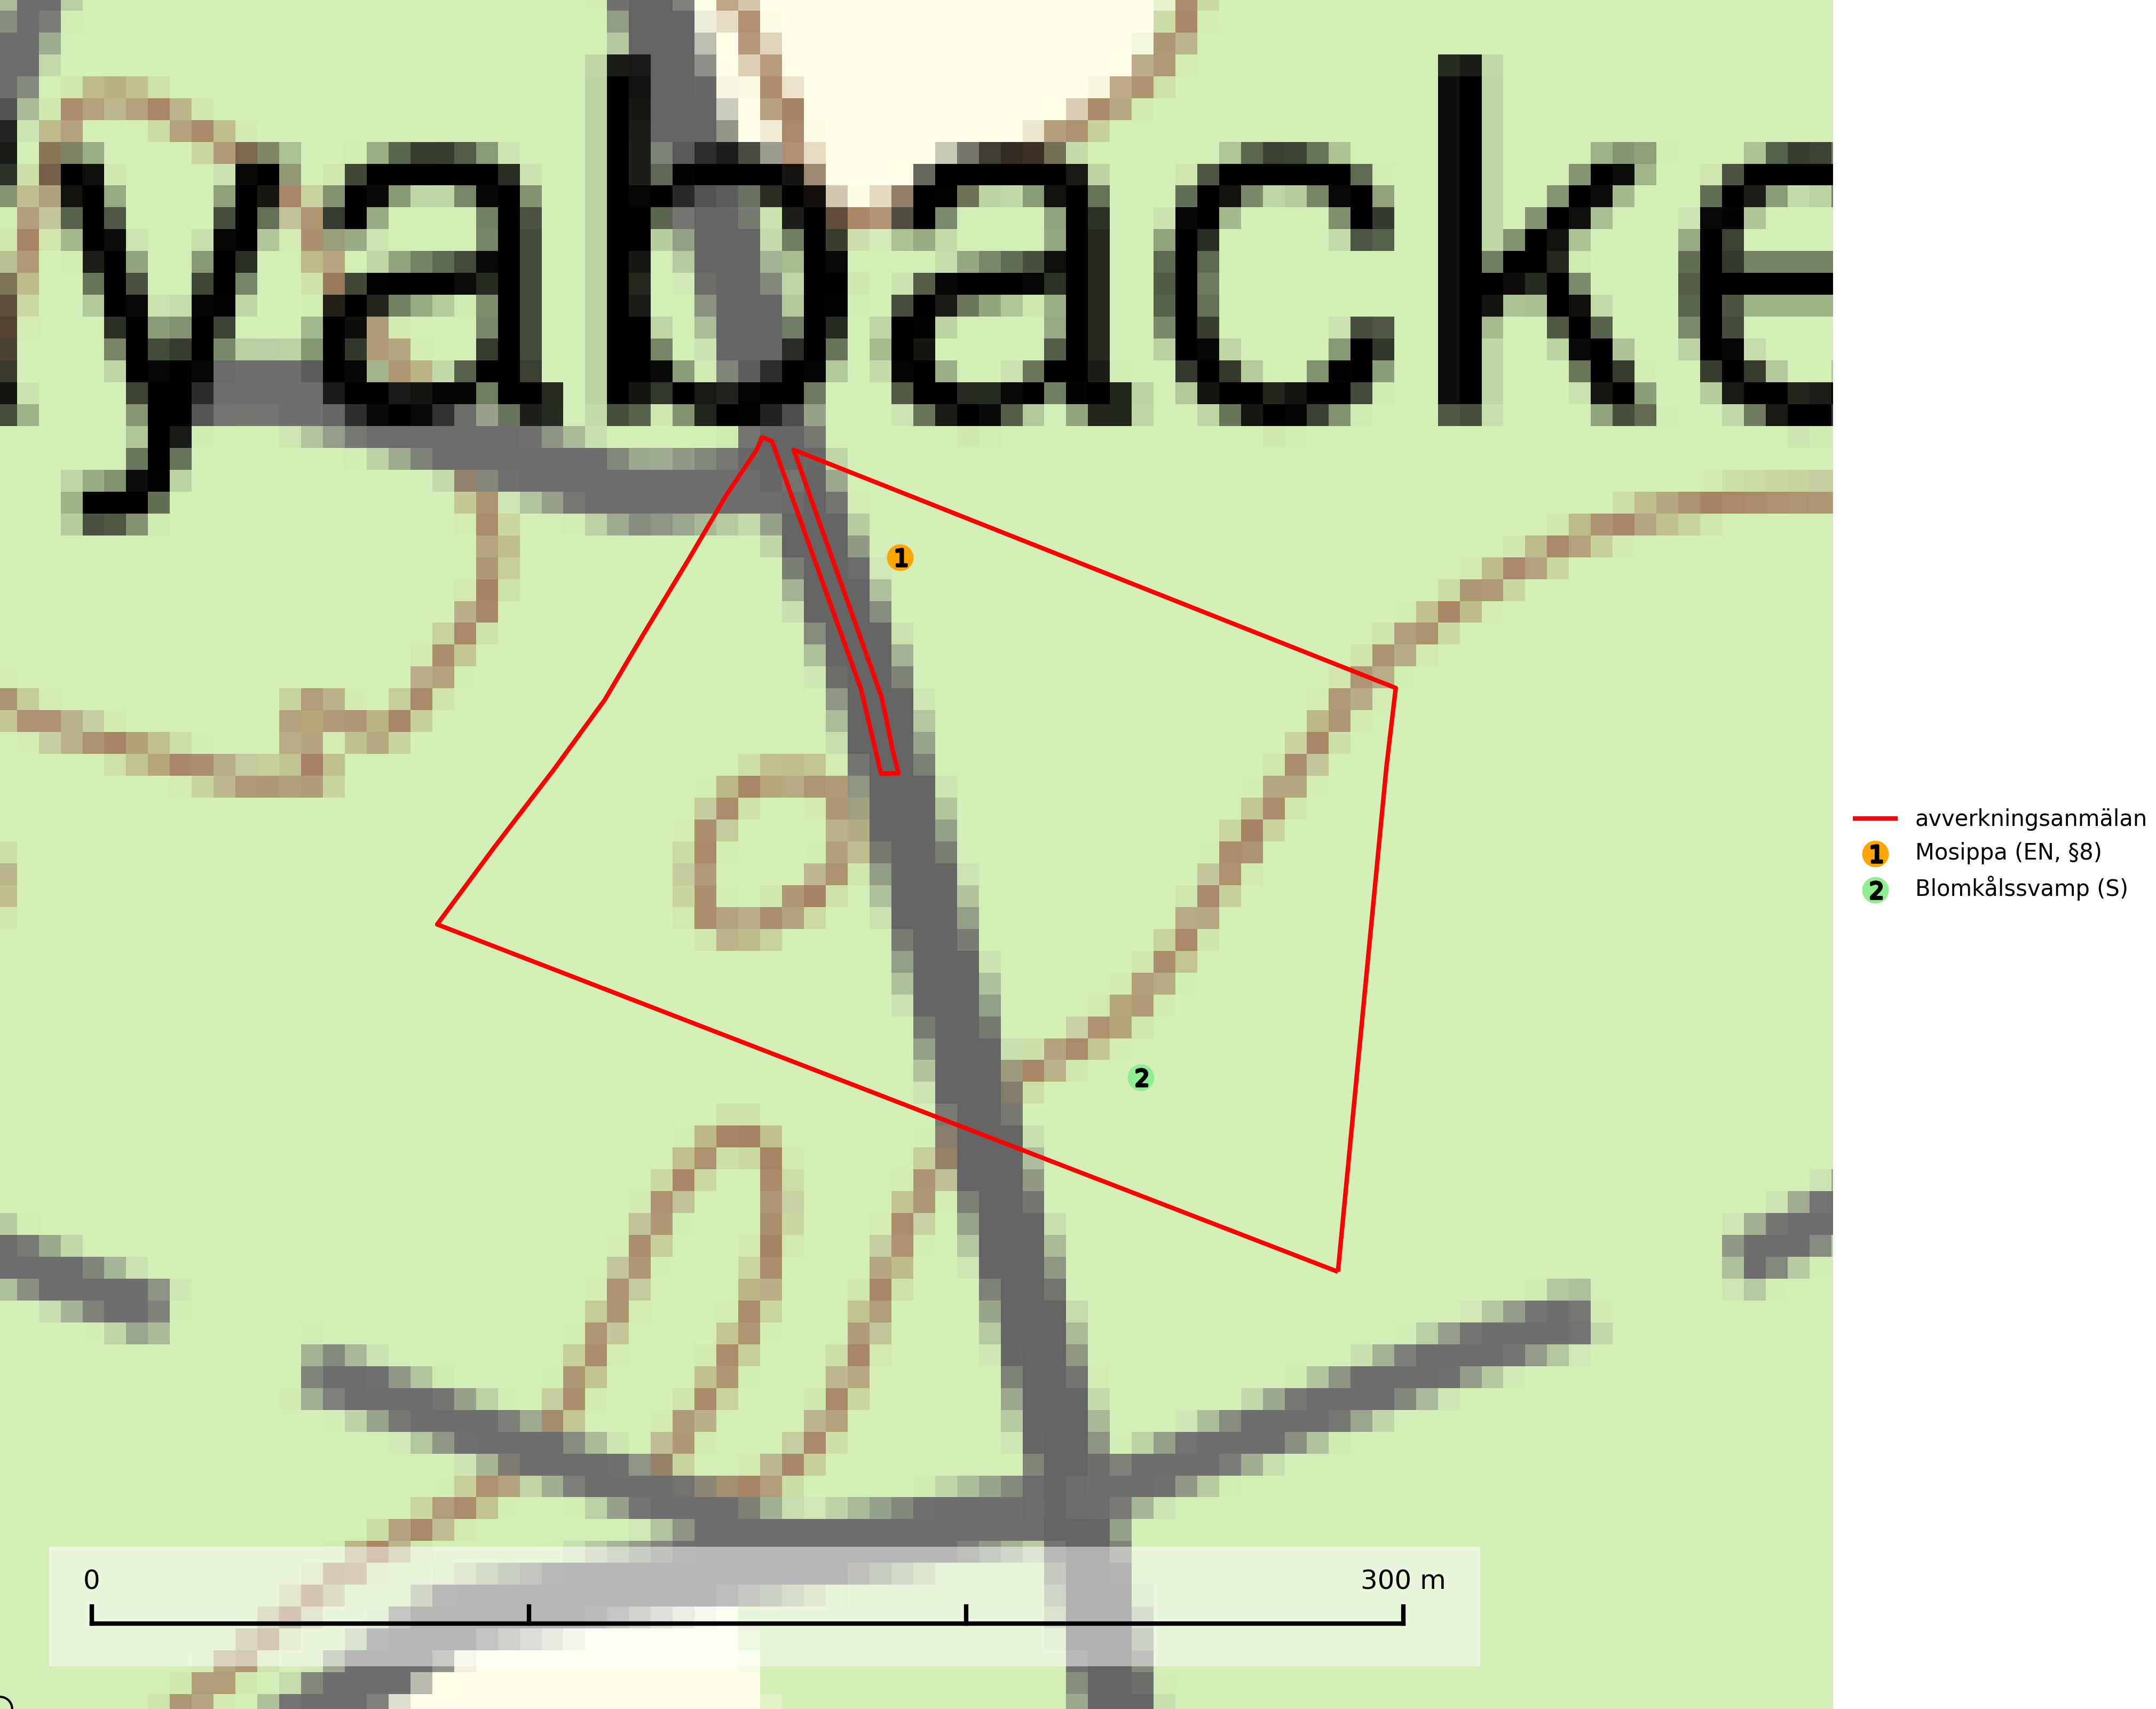 yabacke
1
2
avverkningsanmälan
1 Mosippa (EN, §8)
2 Blomkålssvamp (S)
0 300 m